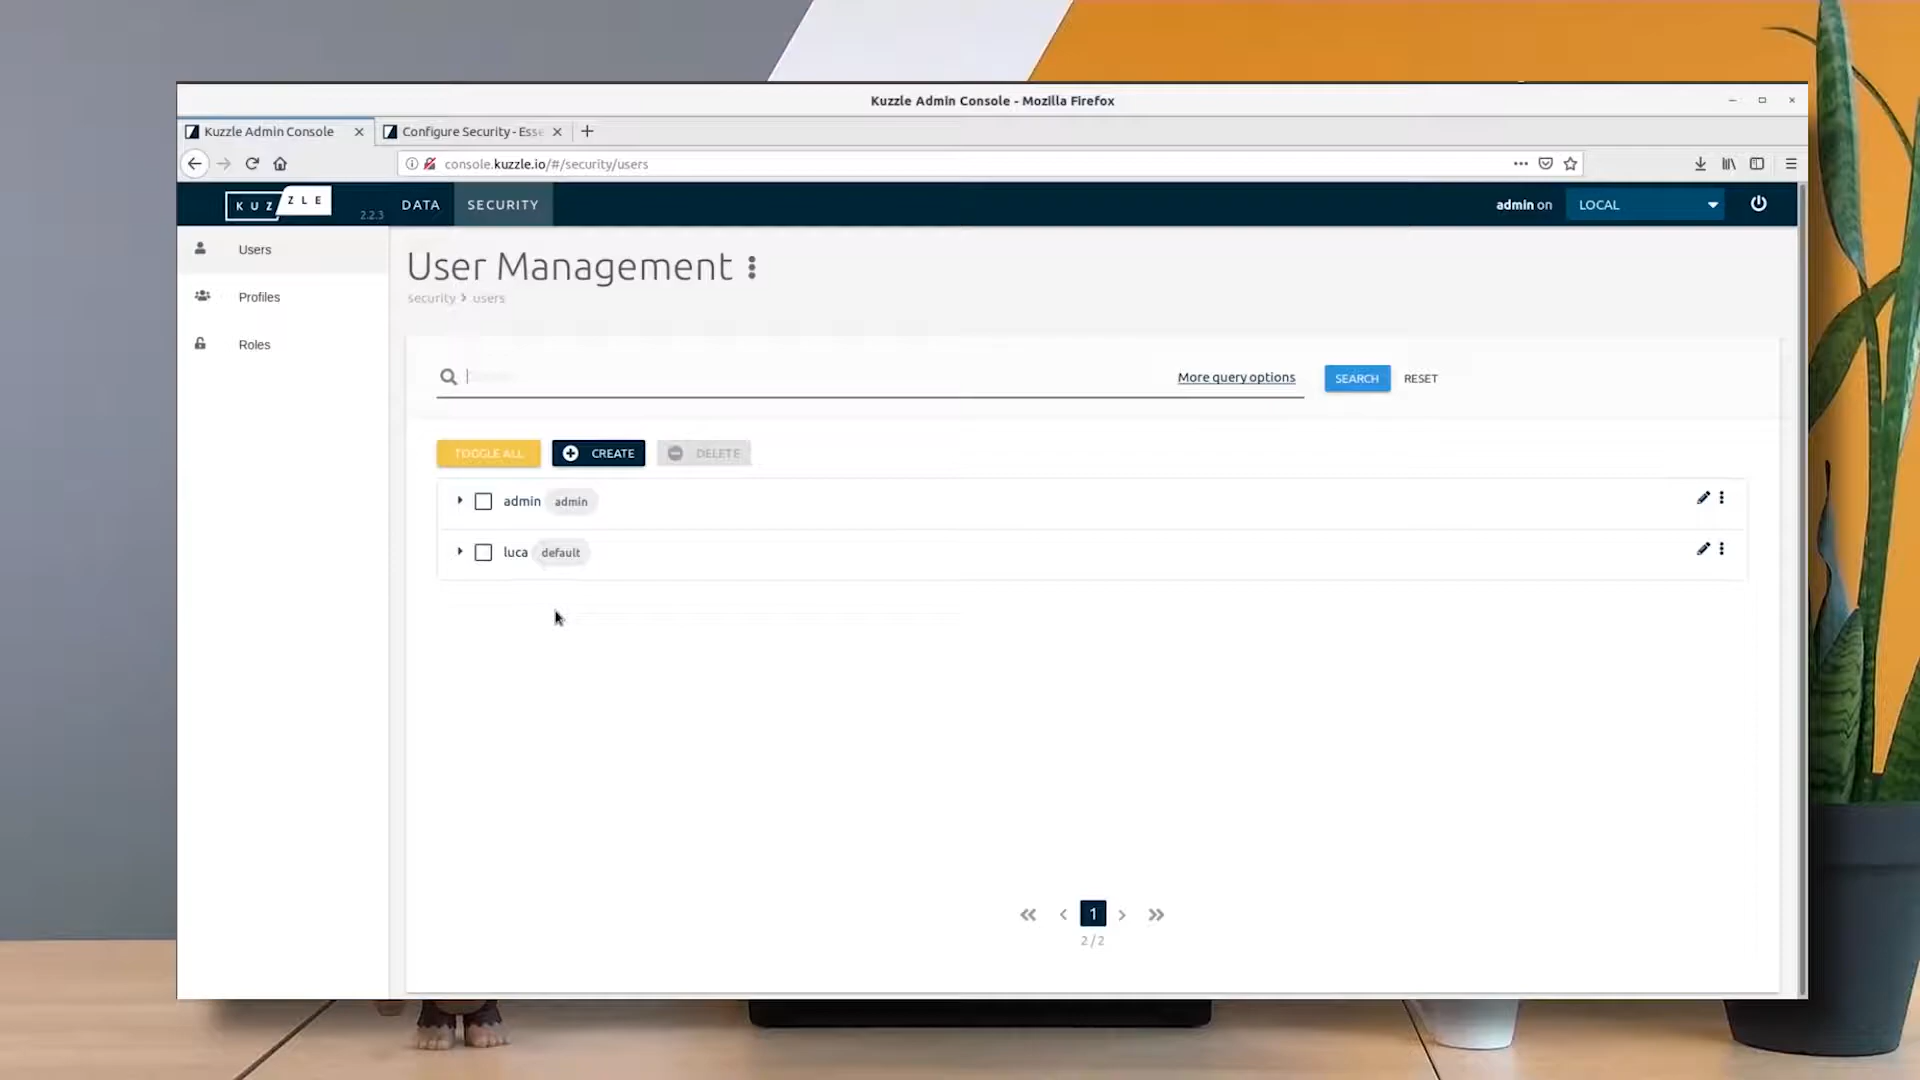 Kuzzle Admin Console - Mozilla Firefox
Kuzzle Admin Console
Configure Security - Esse
console.kuzzle.io/#/security/users
KUZZLE
2.2.3
DATA
SECURITY
admin on
LOCAL
Users
Profiles
Roles
User Management
security > users
More query options
SEARCH
RESET
TOGGLE ALL
CREATE
DELETE
admin admin
luca default
1
2 / 2